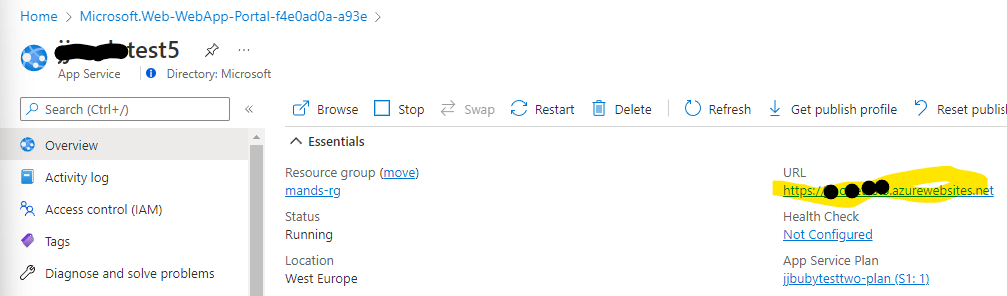 Home > Microsoft.Web-WebApp-Portal-f4e0ad0a-a93e >
test5
App Service
Directory: Microsoft
Search (Ctrl+/)
«
Browse
Stop
Swap
Restart
Delete
Refresh
Get publish profile
Reset publis
Overview
Activity log
Access control (IAM)
Tags
Diagnose and solve problems
Essentials
Resource group (move)
mands-rg
Status
Running
Location
West Europe
URL
https://.azurewebsites.net
Health Check
Not Configured
App Service Plan
jjbubytesttwo-plan (S1: 1)